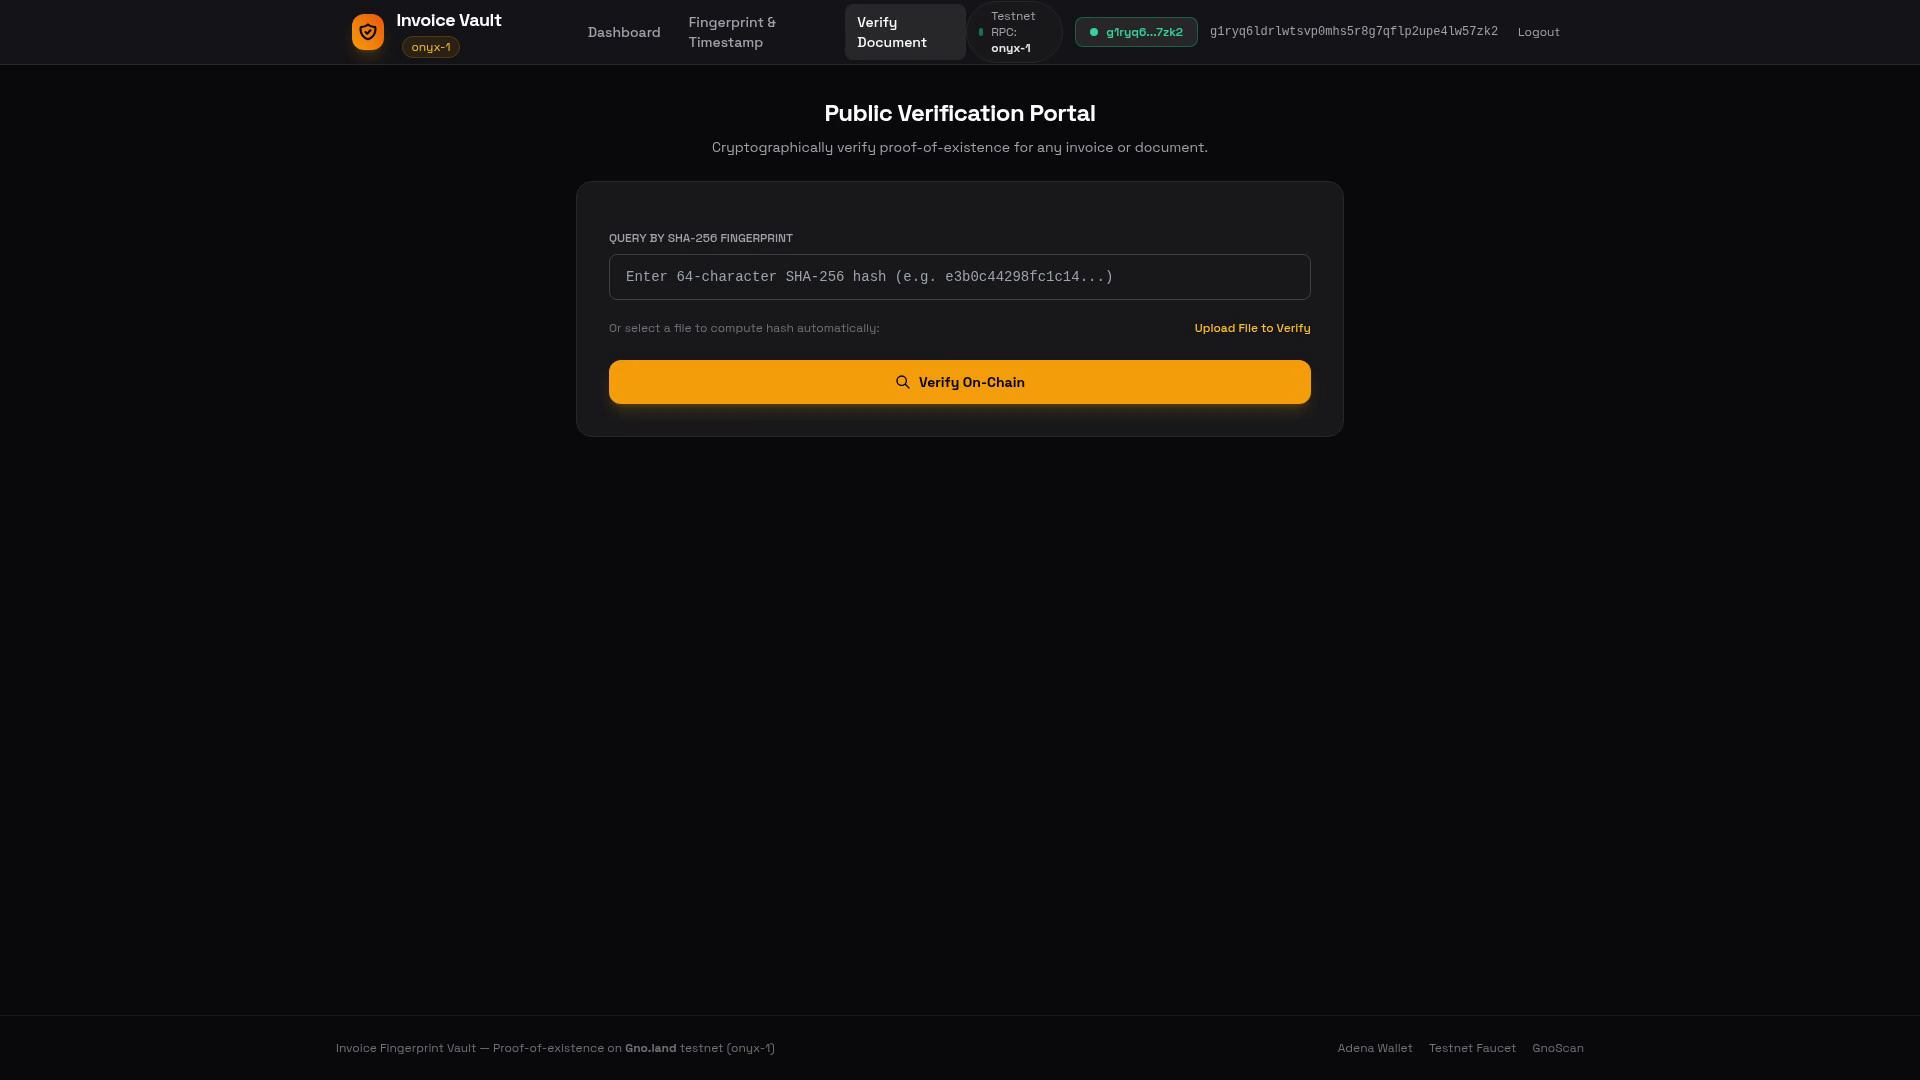 Invoice Vault
onyx-1
Dashboard
Fingerprint &
Timestamp
Verify
Document
Testnet
RPC:
onyx-1
g1ryq6...7zk2
g1ryq6ldrlwtsvp0mhs5r8g7qflp2upe4lw57zk2
Logout
Public Verification Portal
Cryptographically verify proof-of-existence for any invoice or document.
QUERY BY SHA-256 FINGERPRINT
Enter 64-character SHA-256 hash (e.g. e3b0c44298fc1c14...)
Or select a file to compute hash automatically:
Upload File to Verify
Verify On-Chain
Invoice Fingerprint Vault — Proof-of-existence on Gno.land testnet (onyx-1)
Adena Wallet
Testnet Faucet
GnoScan